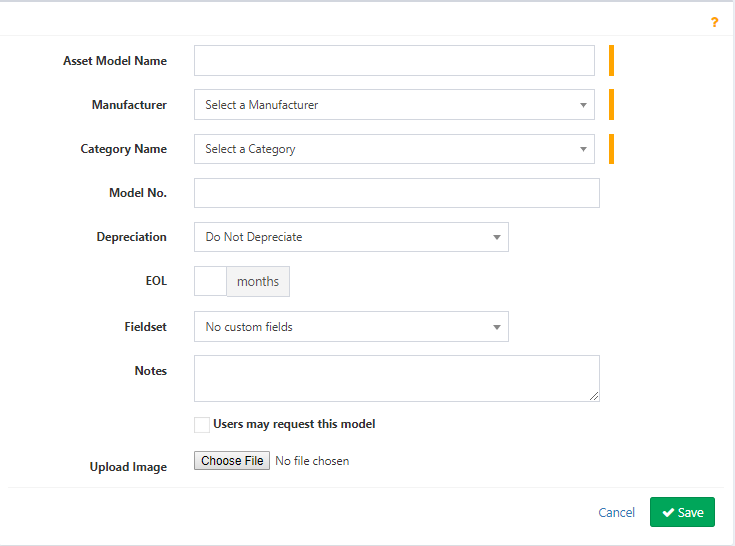 ?
Asset Model Name
Manufacturer Select a Manufacturer
Category Name Select a Category
Model No.
Depreciation Do Not Depreciate
EOL months
Fieldset No custom fields
Notes
Users may request this model
Upload Image Choose File No file chosen
Cancel Save